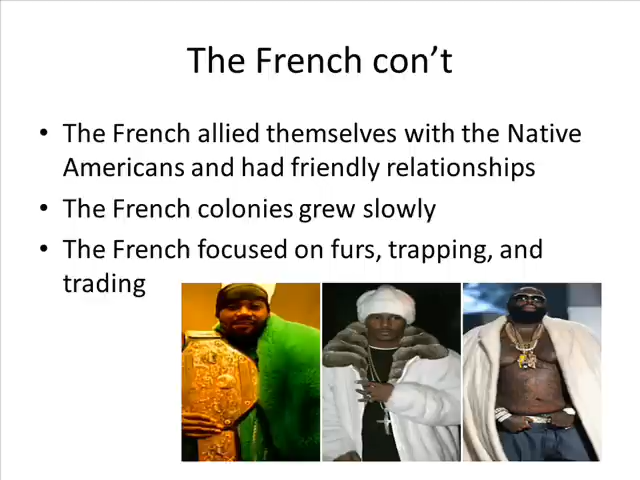 The French con’t
• The French allied themselves with the Native
Americans and had friendly relationships
• The French colonies grew slowly
• The French focused on furs, trapping, and
trading